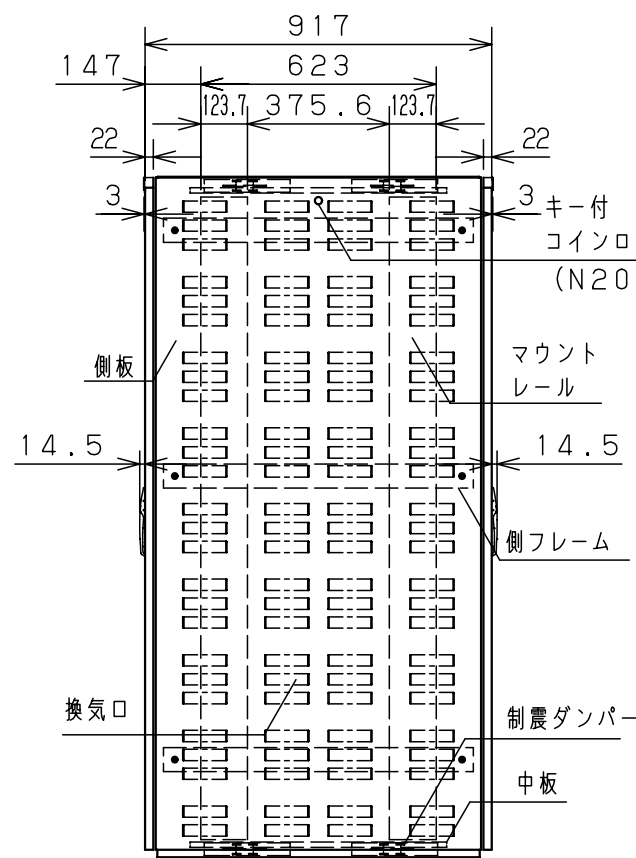 917
147
623
123.7
375.6
123.7
22
22
3
3
キー付
コインロ
(N20
側板
マウント
レール
14.5
14.5
側フレーム
換気口
制震ダンパー
中板